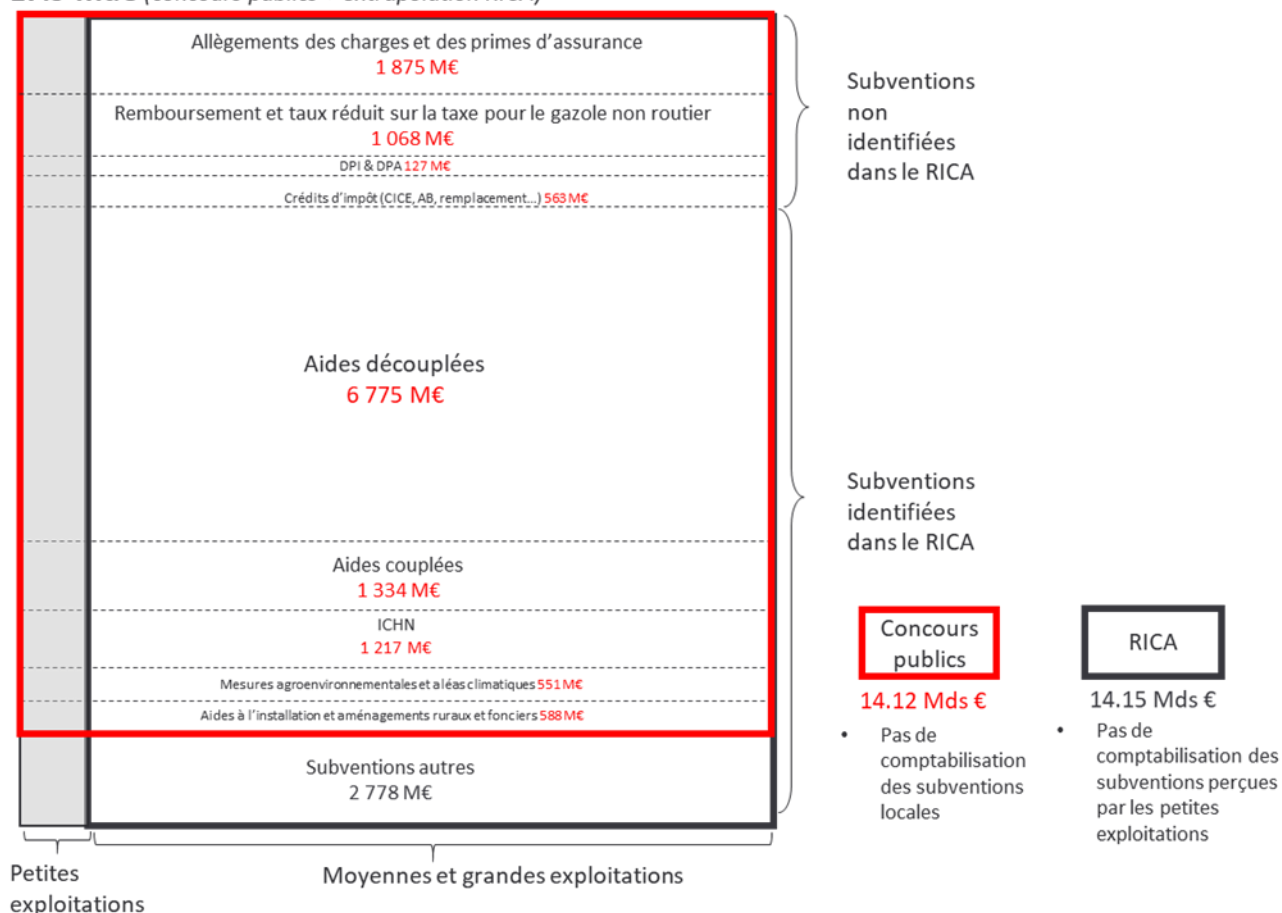 Allègements des charges et des primes d'assurance
1 875 M€
Remboursement et taux réduit sur la taxe pour le gazole non routier
1 068 M€
DPI & DPA 127 M€
Crédits d'impôt (CICE, AB, remplacement...) 563 M€
Aides découplées
6 775 M€
Aides couplées
1 334 M€
ICHN
1 217 M€
Mesures agroenvironnementales et aléas climatiques 551 M€
Aides à l'installation et aménagements ruraux et fonciers 588 M€
Subventions autres
2 778 M€
Petites
exploitations
Moyennes et grandes exploitations
Subventions
non
identifiées
dans le RICA
Subventions
identifiées
dans le RICA
Concours
publics
14.12 Mds €
• Pas de
comptabilisation
des subventions
locales
RICA
14.15 Mds €
• Pas de
comptabilisation des
subventions perçues
par les petites
exploitations